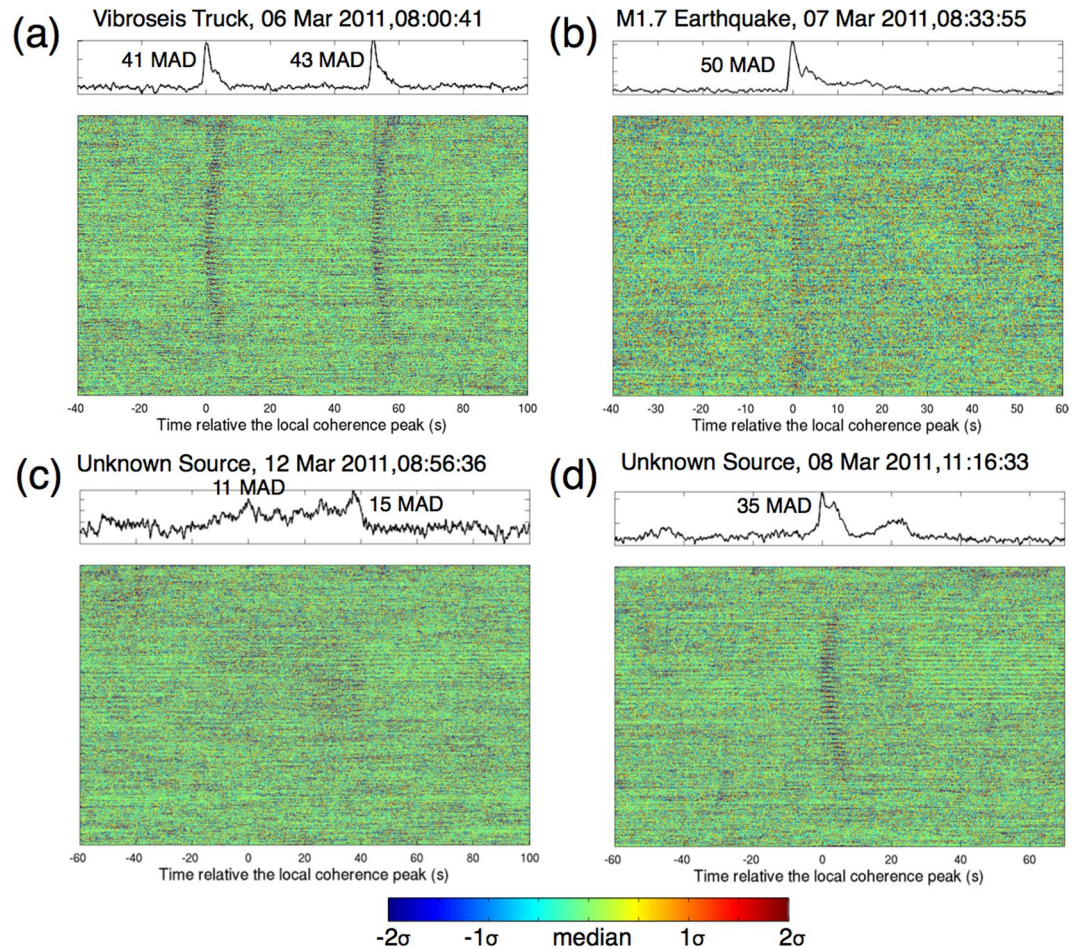 (a) Vibroseis Truck, 06 Mar 2011,08:00:41
41 MAD 43 MAD
-40 -20 0 20 40 60 80 100
Time relative the local coherence peak (s)
(b) M1.7 Earthquake, 07 Mar 2011,08:33:55
50 MAD
-40 -30 -20 -10 0 10 20 30 40 50 60
Time relative the local coherence peak (s)
(c) Unknown Source, 12 Mar 2011,08:56:36
11 MAD 15 MAD
-60 -40 -20 0 20 40 60 80 100
Time relative the local coherence peak (s)
(d) Unknown Source, 08 Mar 2011,11:16:33
35 MAD
-60 -40 -20 0 20 40 60
Time relative the local coherence peak (s)
-2σ -1σ median 1σ 2σ